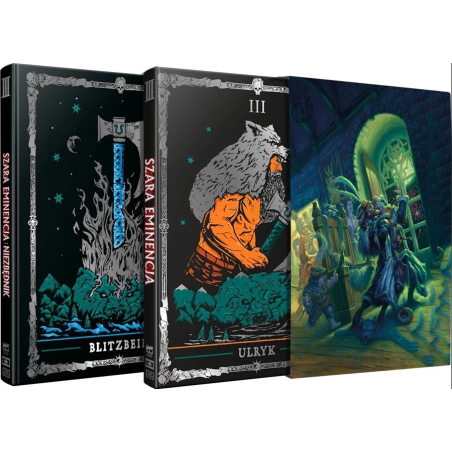 III
SZARA EMINENCJA: NIEZBĘDNIK
BLITZBEI
III
SZARA EMINENCJA
III
ULRYK